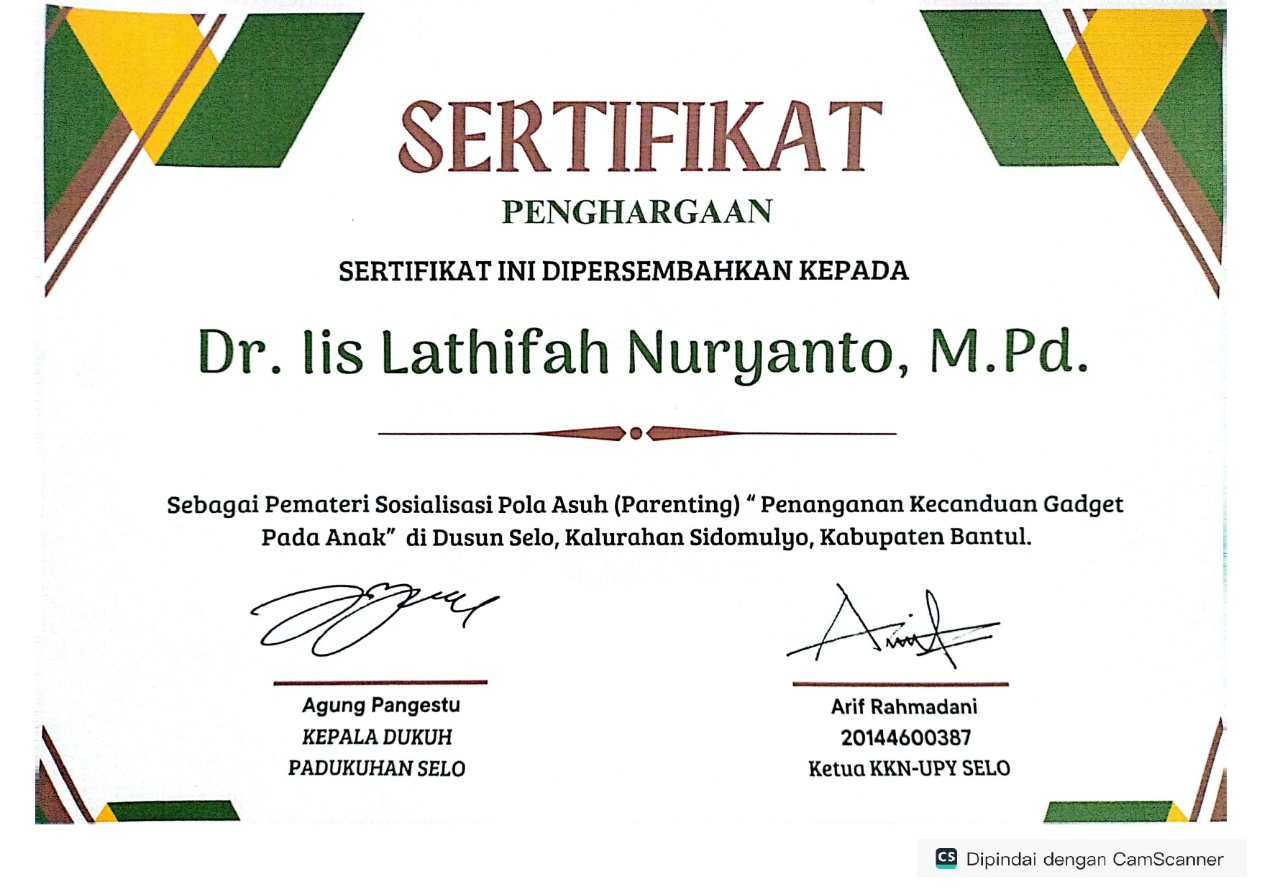 SERTIFIKAT
PENGHARGAAN
SERTIFIKAT INI DIPERSEMBAHKAN KEPADA
Dr. Iis Lathifah Nuryanto, M.Pd.
Sebagai Pemateri Sosialisasi Pola Asuh (Parenting) “ Penanganan Kecanduan Gadget
Pada Anak” di Dusun Selo, Kalurahan Sidomulyo, Kabupaten Bantul.
Agung Pangestu
KEPALA DUKUH
PADUKUHAN SELO
Arif Rahmadani
20144600387
Ketua KKN-UPY SELO
CS Dipindai dengan CamScanner